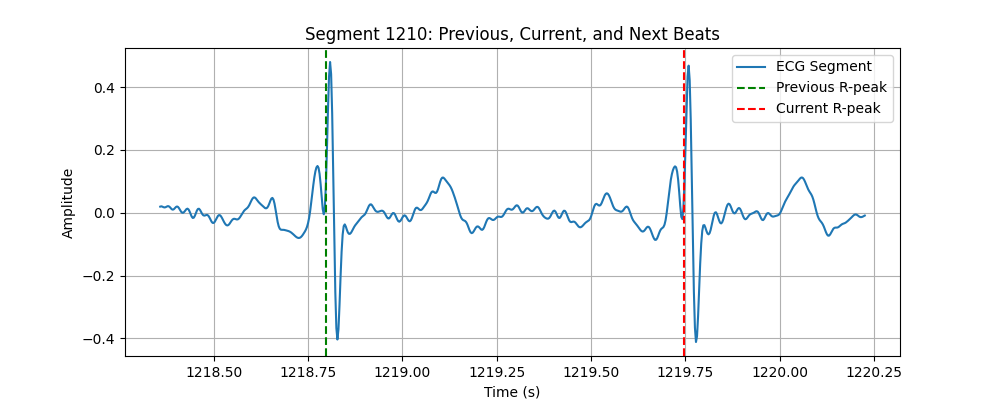 Segment 1210: Previous, Current, and Next Beats
ECG Segment
Previous R-peak
Current R-peak
Amplitude
0.4
0.2
0.0
−0.2
−0.4
1218.50 1218.75 1219.00 1219.25 1219.50 1219.75 1220.00 1220.25
Time (s)